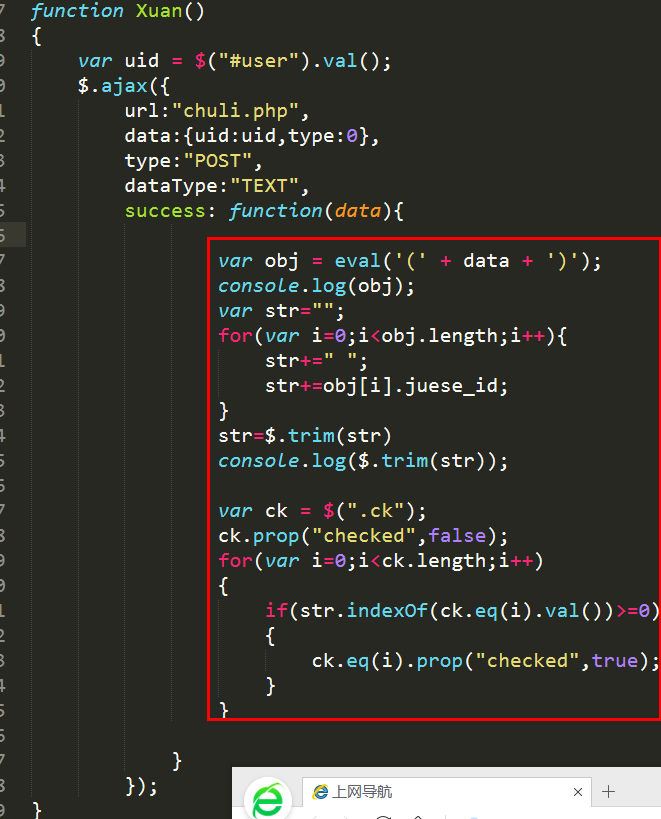 function Xuan()
{
var uid = $("#user").val();
$.ajax({
url:"chuli.php",
data:{uid:uid,type:0},
type:"POST",
dataType:"TEXT",
success: function(data){
var obj = eval('(' + data + ')');
console.log(obj);
var str="";
for(var i=0;i<obj.length;i++){
str+=" ";
str+=obj[i].juese_id;
}
str=$.trim(str)
console.log($.trim(str));
var ck = $(".ck");
ck.prop("checked",false);
for(var i=0;i<ck.length;i++)
{
if(str.indexOf(ck.eq(i).val())>=0)
{
ck.eq(i).prop("checked",true);
}
}
}
});
}
上网导航